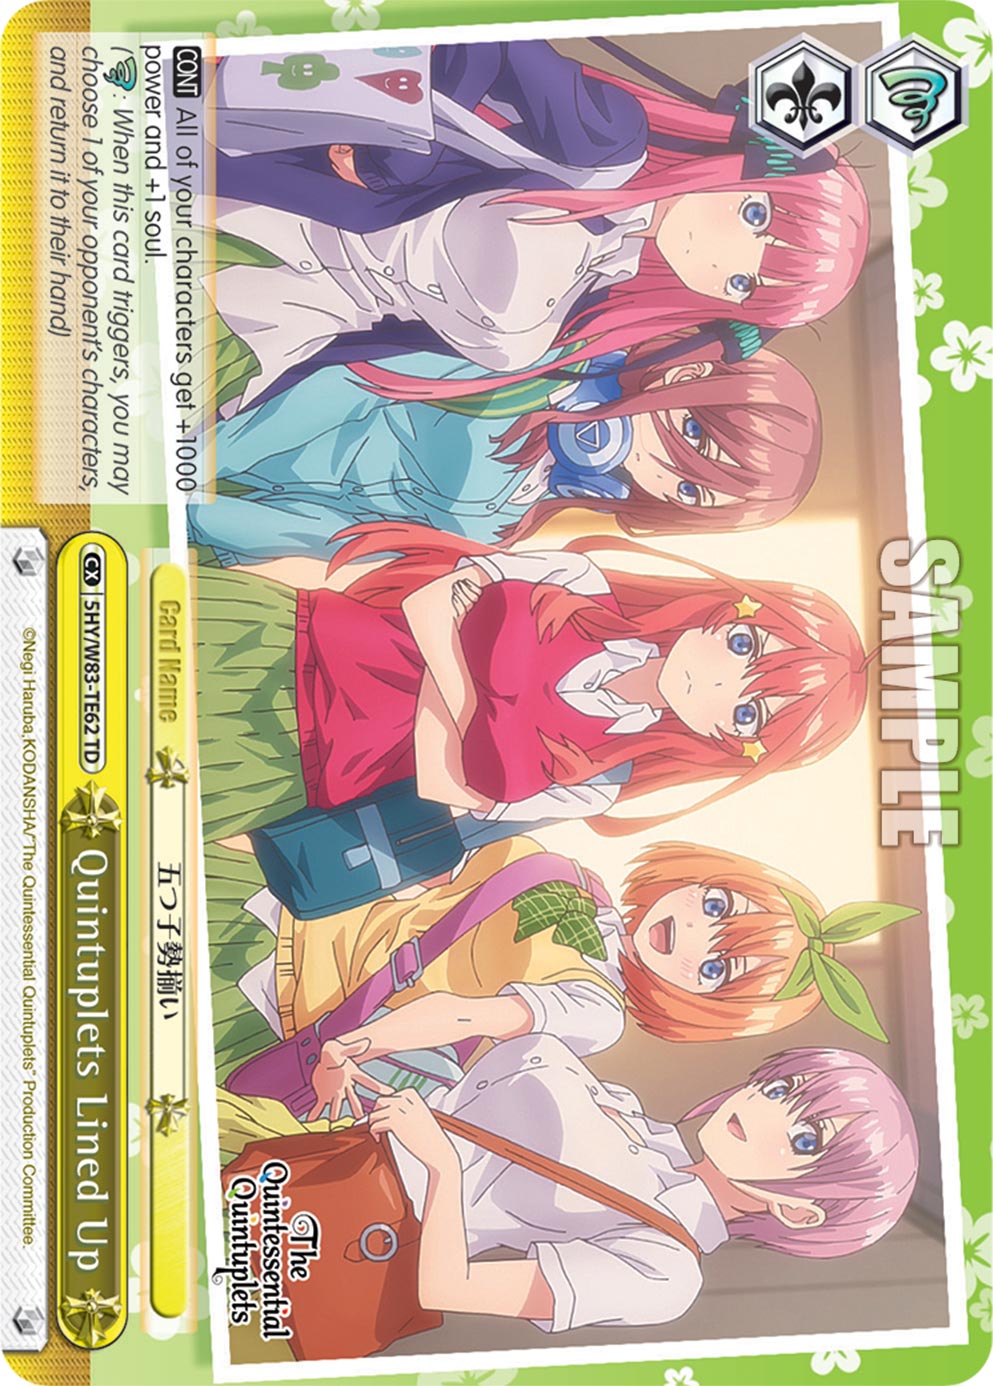 [CONT] All of your characters get +1000
power and +1 soul.
( : When this card triggers, you may
choose 1 of your opponent's characters,
and return it to their hand)
SAMPLE
The
Quintessential
Quintuplets
Card Name
五つ子勢揃い
CX 5HY/W83-TE62 TD
Quintuplets Lined Up
©Negi Haruba,KODANSHA/"The Quintessential Quintuplets" Production Committee.